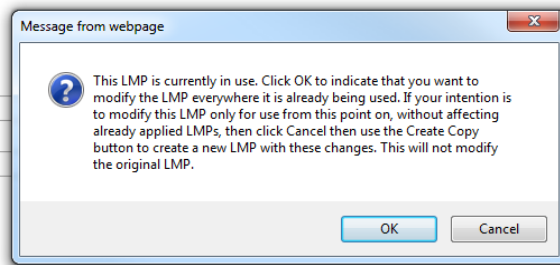 Message from webpage
This LMP is currently in use. Click OK to indicate that you want to
modify the LMP everywhere it is already being used. If your intention is
to modify this LMP only for use from this point on, without affecting
already applied LMPs, then click Cancel then use the Create Copy
button to create a new LMP with these changes. This will not modify
the original LMP.
OK
Cancel